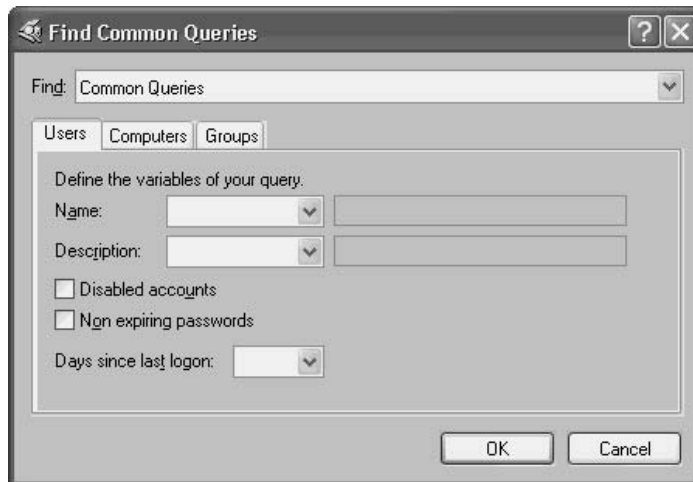 Find Common Queries
Find: Common Queries
Users Computers Groups
Define the variables of your query.
Name:
Description:
Disabled accounts
Non expiring passwords
Days since last logon:
OK Cancel